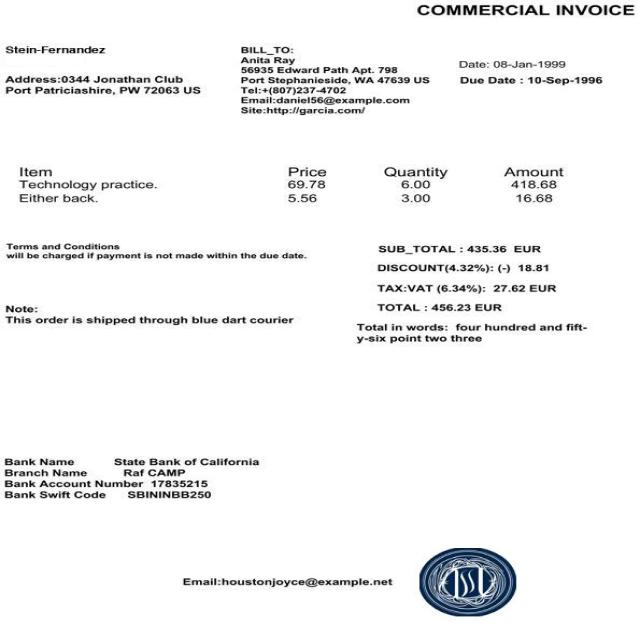 COMMERCIAL INVOICE
Stein-Fernandez
Address:0344 Jonathan Club
Port Patriciashire, PW 72063 US
BILL_TO:
Anita Ray
56935 Edward Path Apt. 798
Port Stephanieside, WA 47639 US
Tel:+(807)237-4702
Email:daniel56@example.com
Site:http://garcia.com/
Date: 08-Jan-1999
Due Date : 10-Sep-1996
Item Price Quantity Amount
Technology practice. 69.78 6.00 418.68
Either back. 5.56 3.00 16.68
Terms and Conditions
will be charged if payment is not made within the due date.
Note:
This order is shipped through blue dart courier
SUB_TOTAL : 435.36 EUR
DISCOUNT(4.32%): (-) 18.81
TAX:VAT (6.34%): 27.62 EUR
TOTAL : 456.23 EUR
Total in words: four hundred and fift-
y-six point two three
Bank Name State Bank of California
Branch Name Raf CAMP
Bank Account Number 17835215
Bank Swift Code SBININBB250
Email:houstonjoyce@example.net